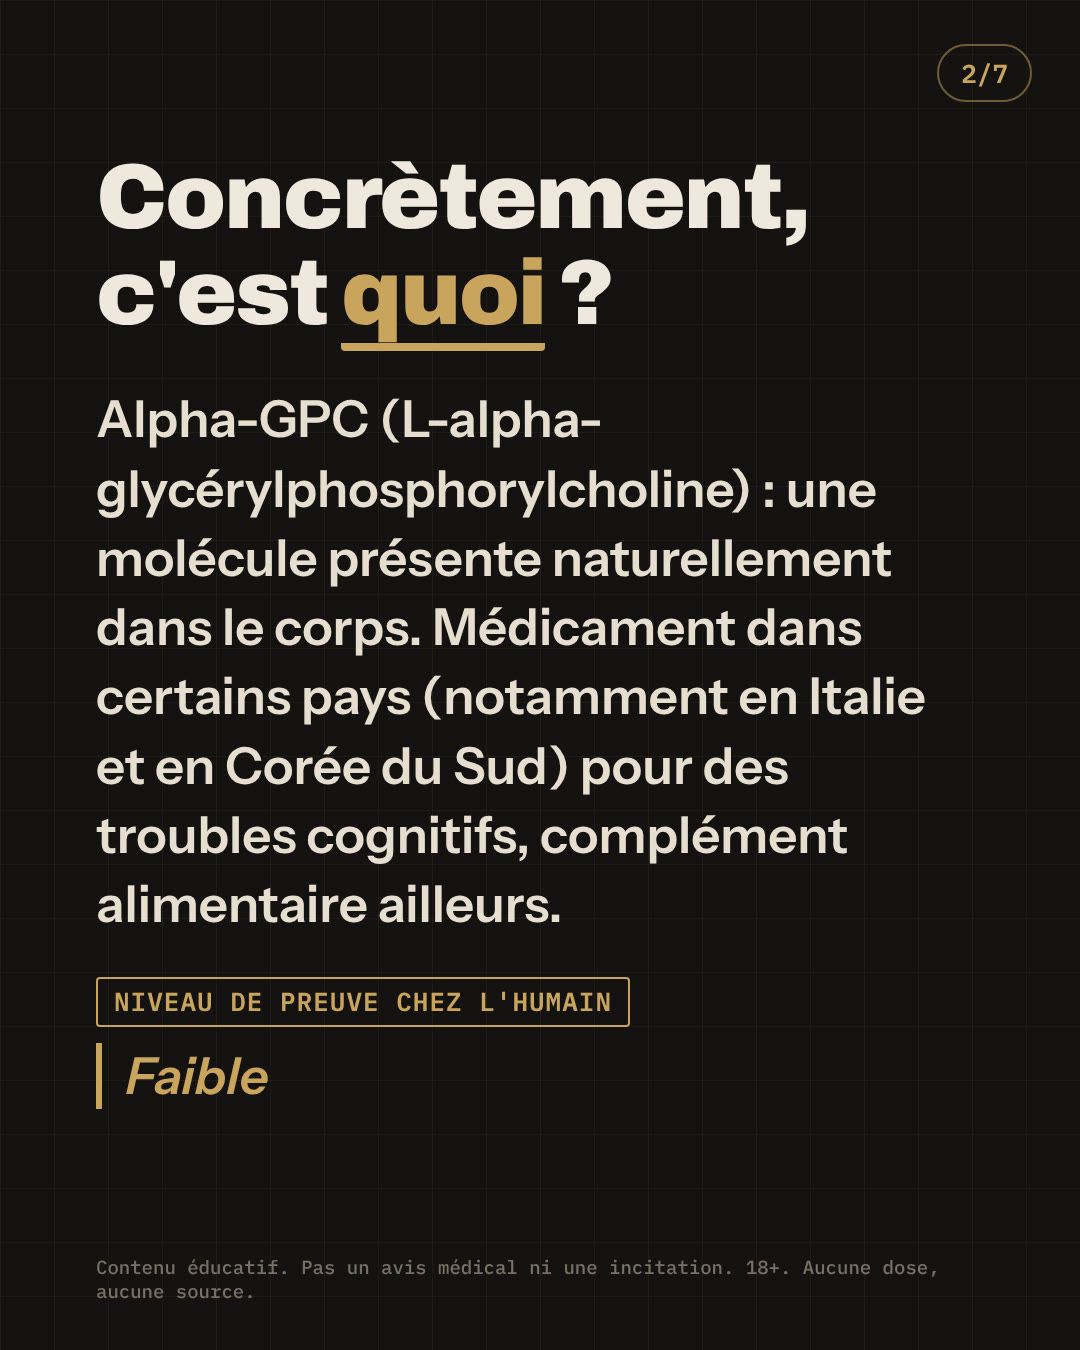 2/7
Concrètement,
c'est quoi ?
Alpha-GPC (L-alpha-
glycérylphosphorylcholine) : une
molécule présente naturellement
dans le corps. Médicament dans
certains pays (notamment en Italie
et en Corée du Sud) pour des
troubles cognitifs, complément
alimentaire ailleurs.
NIVEAU DE PREUVE CHEZ L'HUMAIN
Faible
Contenu éducatif. Pas un avis médical ni une incitation. 18+. Aucune dose,
aucune source.